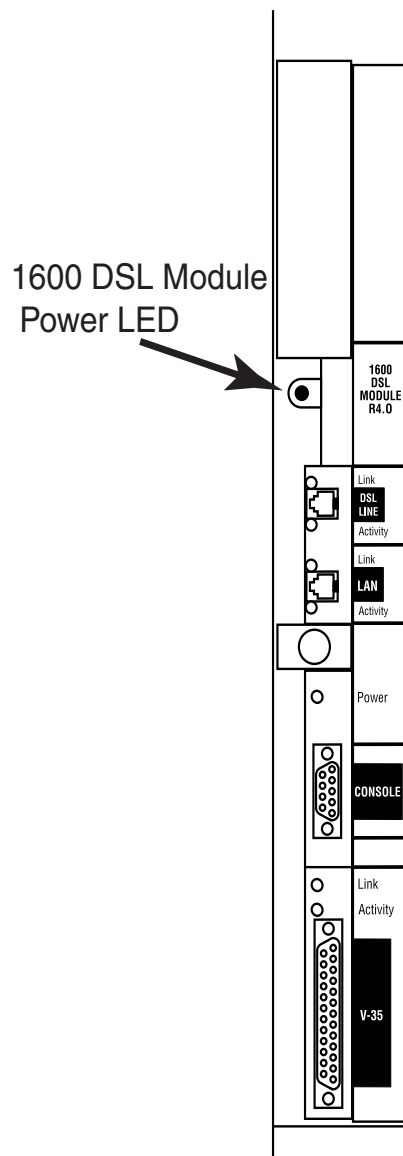 1600 DSL Module
Power LED
1600
DSL
MODULE
R4.0
Link
DSL
LINE
Activity
Link
LAN
Activity
Power
CONSOLE
Link
Activity
V-35